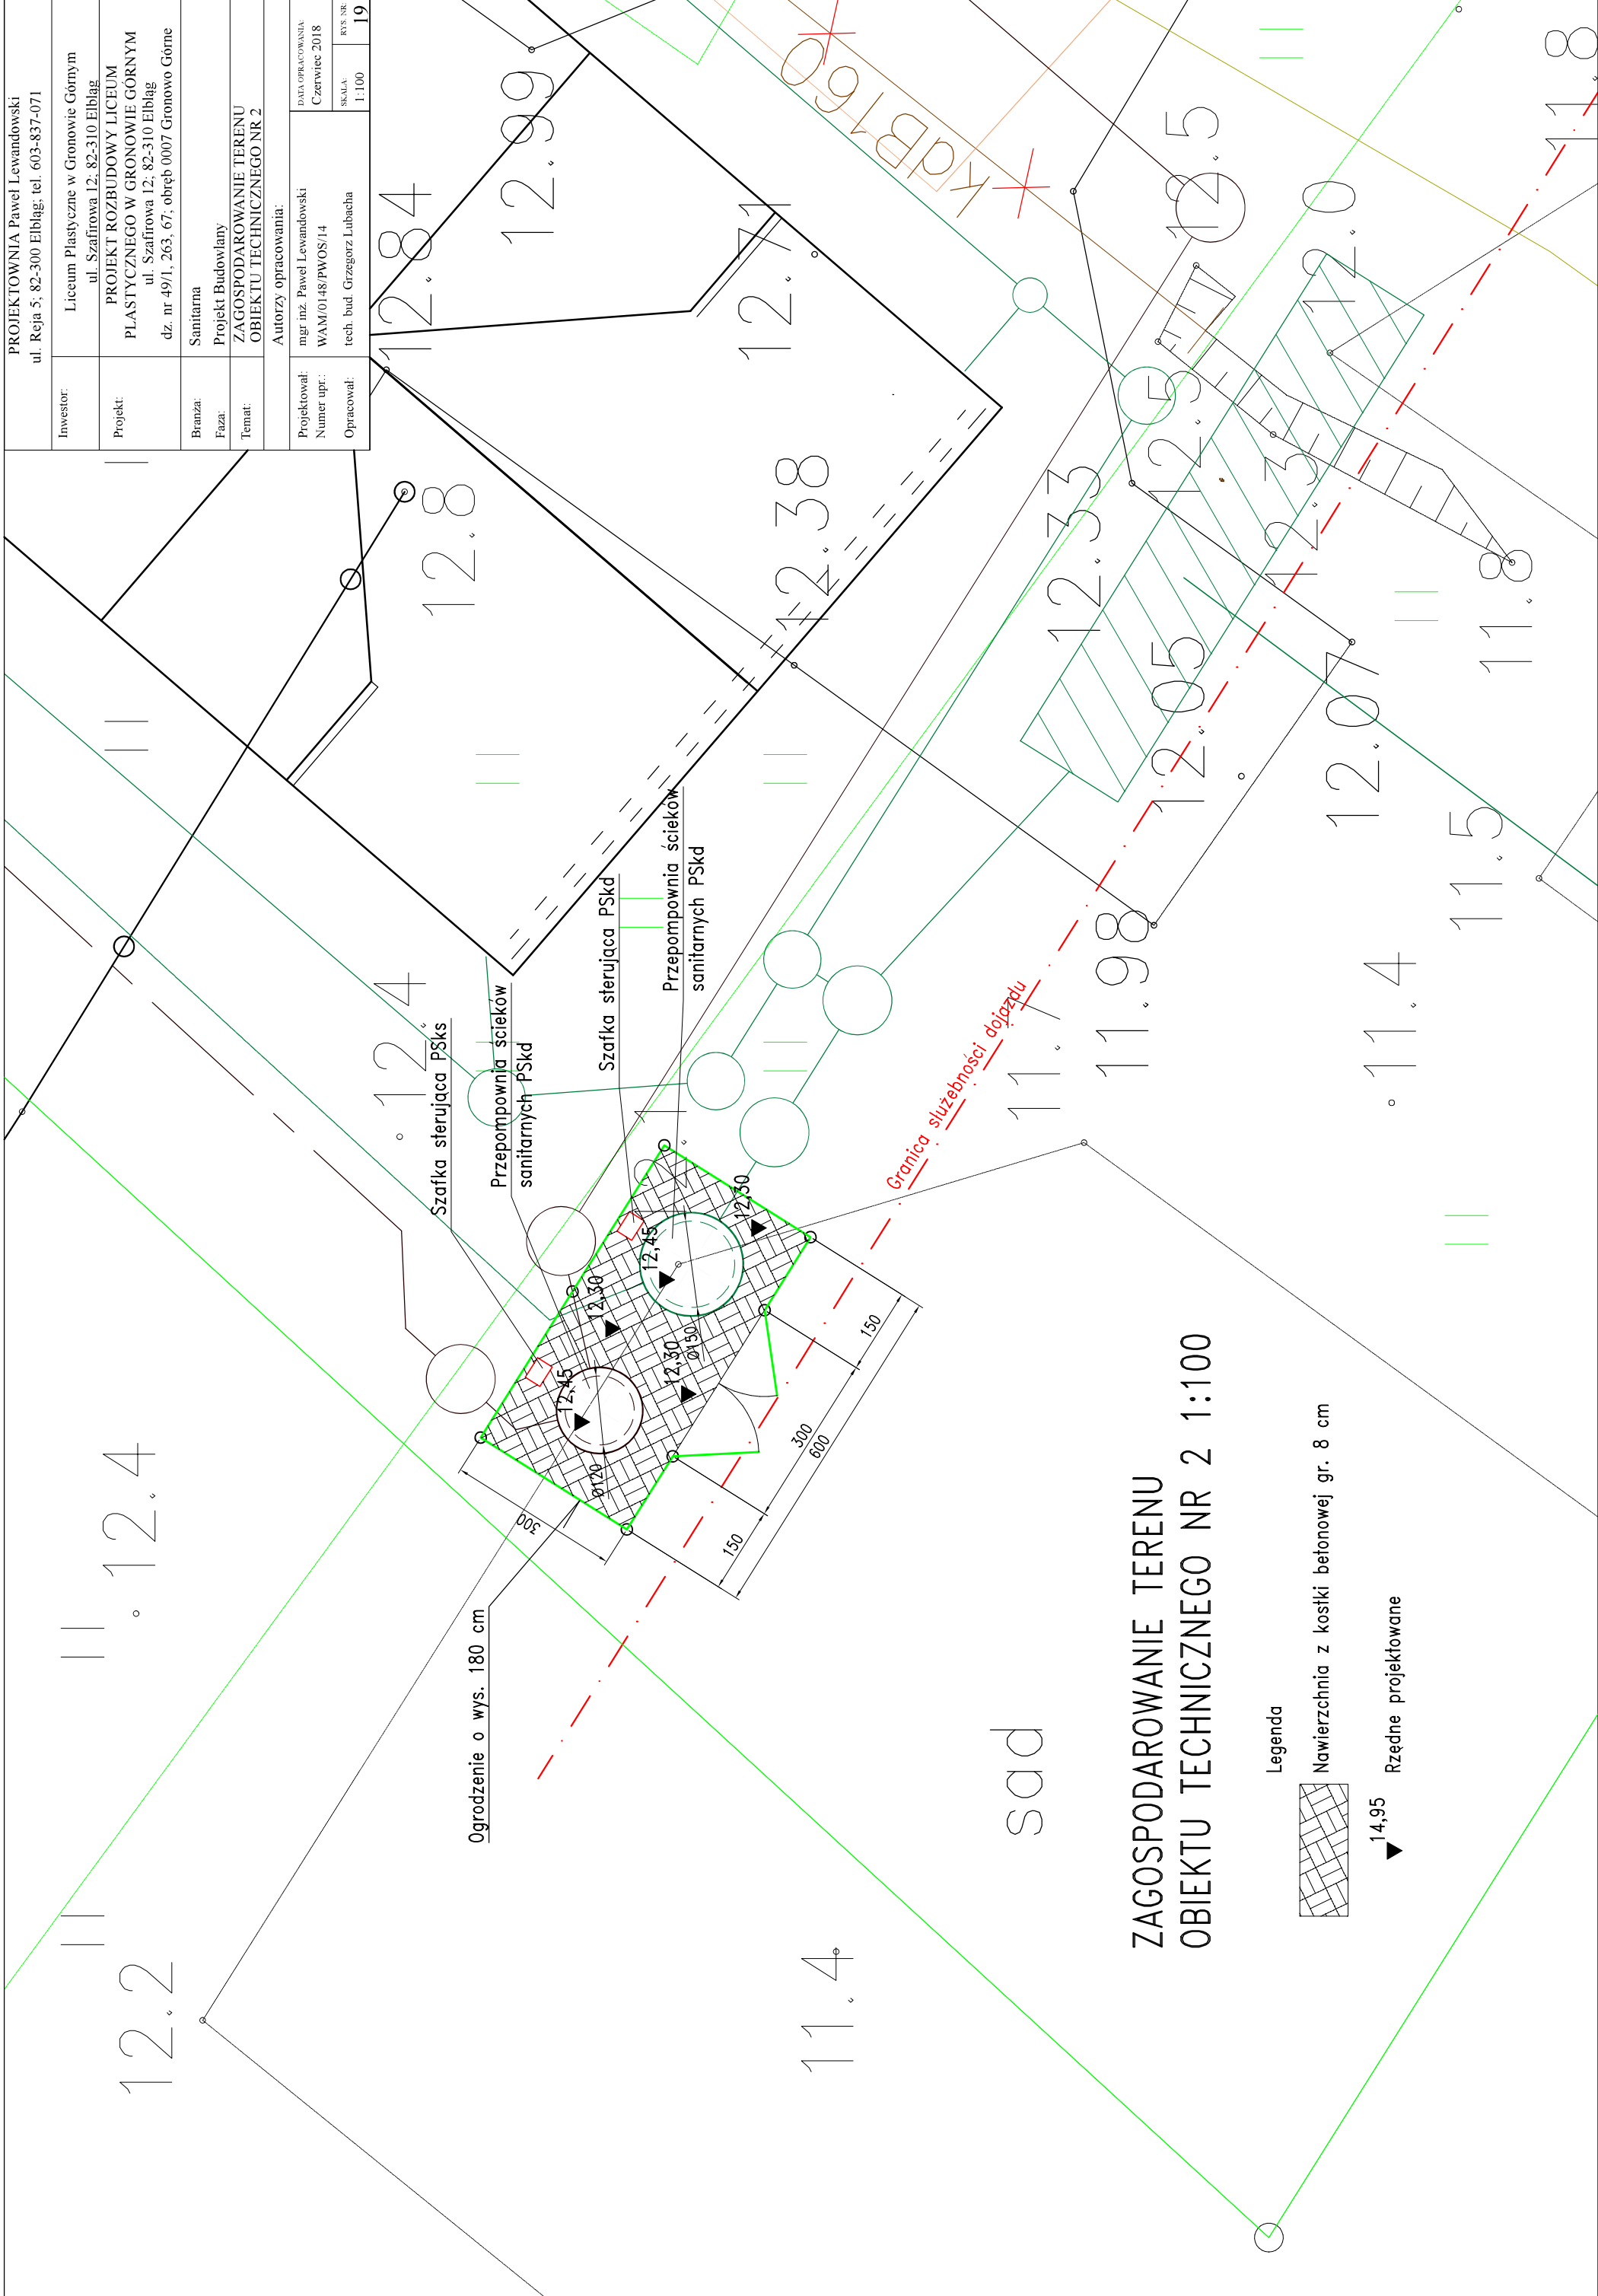 PROJEKTOWNIA Paweł Lewandowski
ul. Reja 5; 82-300 Elbląg; tel. 603-837-071
Inwestor:
Liceum Plastyczne w Gronowie Górnym
ul. Szafirowa 12; 82-310 Elbląg
Projekt:
PROJEKT ROZBUDOWY LICEUM
PLASTYCZNEGO W GRONOWIE GÓRNYM
ul. Szafirowa 12; 82-310 Elbląg
dz. nr 49/1, 263, 67; obręb 0007 Gronowo Górne
Branża:
Sanitarna
Faza:
Projekt Budowlany
Temat:
ZAGOSPODAROWANIE TERENU
OBIEKTU TECHNICZNEGO NR 2
Autorzy opracowania:
Projektował:
mgr inż. Paweł Lewandowski
Numer upr.:
WAM/0148/PWOS/14
Opracował:
tech. bud. Grzegorz Lubacha
DATA OPRACOWANIA:
Czerwiec 2018
SKALA:
1:100
RYS. NR:
19
12.84
12.99
12.71
12.8
12.38
kdB160
12.5
12.0
11.8
12.33
12.5
12.3
12.05
12.07
11.8
11.5
11.98
11.4
11.7
12.4
12.4
12.2
11.4
12.1
Szafka sterująca PSks
Przepompownia ścieków
sanitarnych PSkd
Szafka sterująca PSkd
Przepompownia ścieków
sanitarnych PSkd
Granica służebności dojazdu
Ogrodzenie o wys. 180 cm
12,45
12,30
12,45
12,30
12,30
Ø120
Ø150
300
150
300
150
600
sad
ZAGOSPODAROWANIE TERENU
OBIEKTU TECHNICZNEGO NR 2 1:100
Legenda
Nawierzchnia z kostki betonowej gr. 8 cm
14,95
Rzędne projektowane